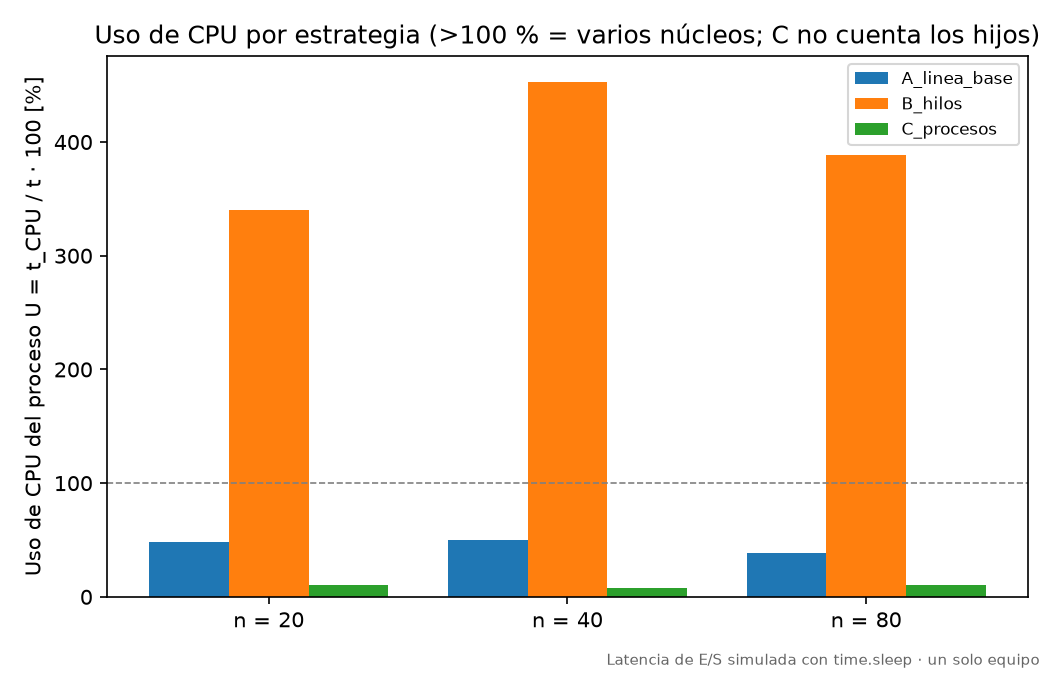 Uso de CPU por estrategia (>100 % = varios núcleos; C no cuenta los hijos)
Uso de CPU del proceso U = t_CPU / t · 100 [%]
A_linea_base
B_hilos
C_procesos
400
300
200
100
0
n = 20
n = 40
n = 80
Latencia de E/S simulada con time.sleep · un solo equipo